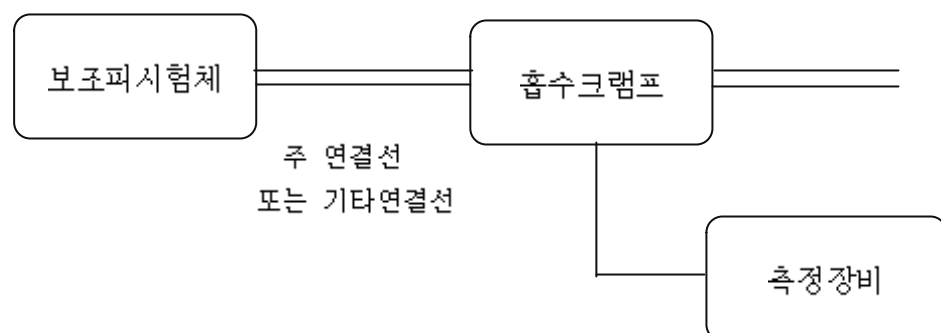 보조피시험체
흡수크램프
주 연결선
또는 기타연결선
측정장비